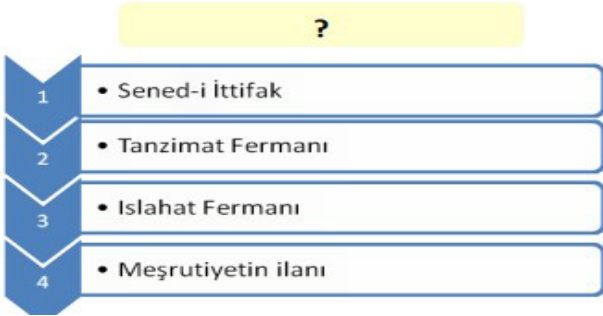 ?
1 • Sened-i İttifak
2 • Tanzimat Fermanı
3 • Islahat Fermanı
4 • Meşrutiyetin ilanı